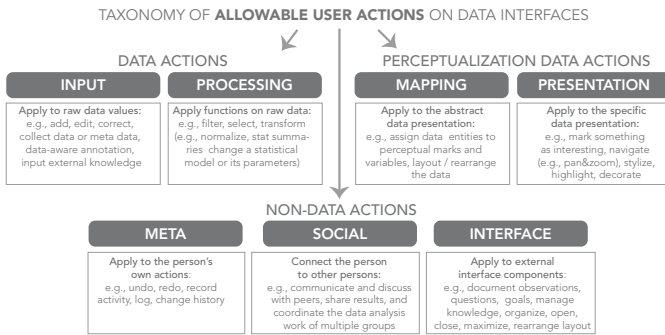 TAXONOMY OF ALLOWABLE USER ACTIONS ON DATA INTERFACES
DATA ACTIONS
INPUT
Apply to raw data values:
e.g., add, edit, correct,
collect data or meta data,
data-aware annotation,
input external knowledge
PROCESSING
Apply functions on raw data:
e.g., filter, select, transform
(e.g., normalize, stat summa-
ries change a statistical
model or its parameters)
PERCEPTUALIZATION DATA ACTIONS
MAPPING
Apply to the abstract
data presentation:
e.g., assign data entities to
perceptual marks and
variables, layout / rearrange
the data
PRESENTATION
Apply to the specific
data presentation:
e.g., mark something
as interesting, navigate
(e.g., pan&zoom), stylize,
highlight, decorate
NON-DATA ACTIONS
META
Apply to the person's
own actions:
e.g., undo, redo, record
activity, log, change history
SOCIAL
Connect the person
to other persons:
e.g., communicate and discuss
with peers, share results, and
coordinate the data analysis
work of multiple groups
INTERFACE
Apply to external
interface components:
e.g., document observations,
questions, goals, manage
knowledge, organize, open,
close, maximize, rearrange layout